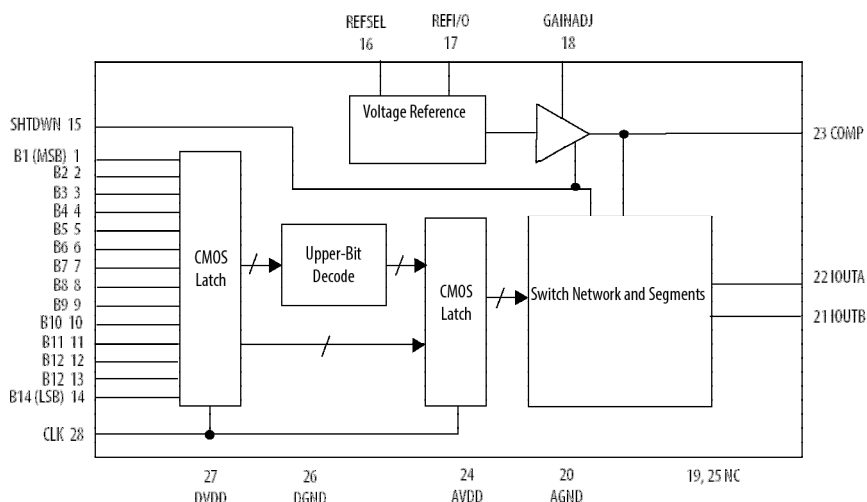 REFSEL
16
REFI/O
17
GAINADJ
18
Voltage Reference
SHTDWN 15
23 COMP
B1 (MSB) 1
B2 2
B3 3
B4 4
B5 5
B6 6
B7 7
B8 8
B9 9
B10 10
B11 11
B12 12
B12 13
B14 (LSB) 14
CMOS
Latch
Upper-Bit
Decode
CMOS
Latch
Switch Network and Segments
22 IOUTA
21 IOUTB
CLK 28
27
DVDD
26
DGND
24
AVDD
20
AGND
19, 25 NC